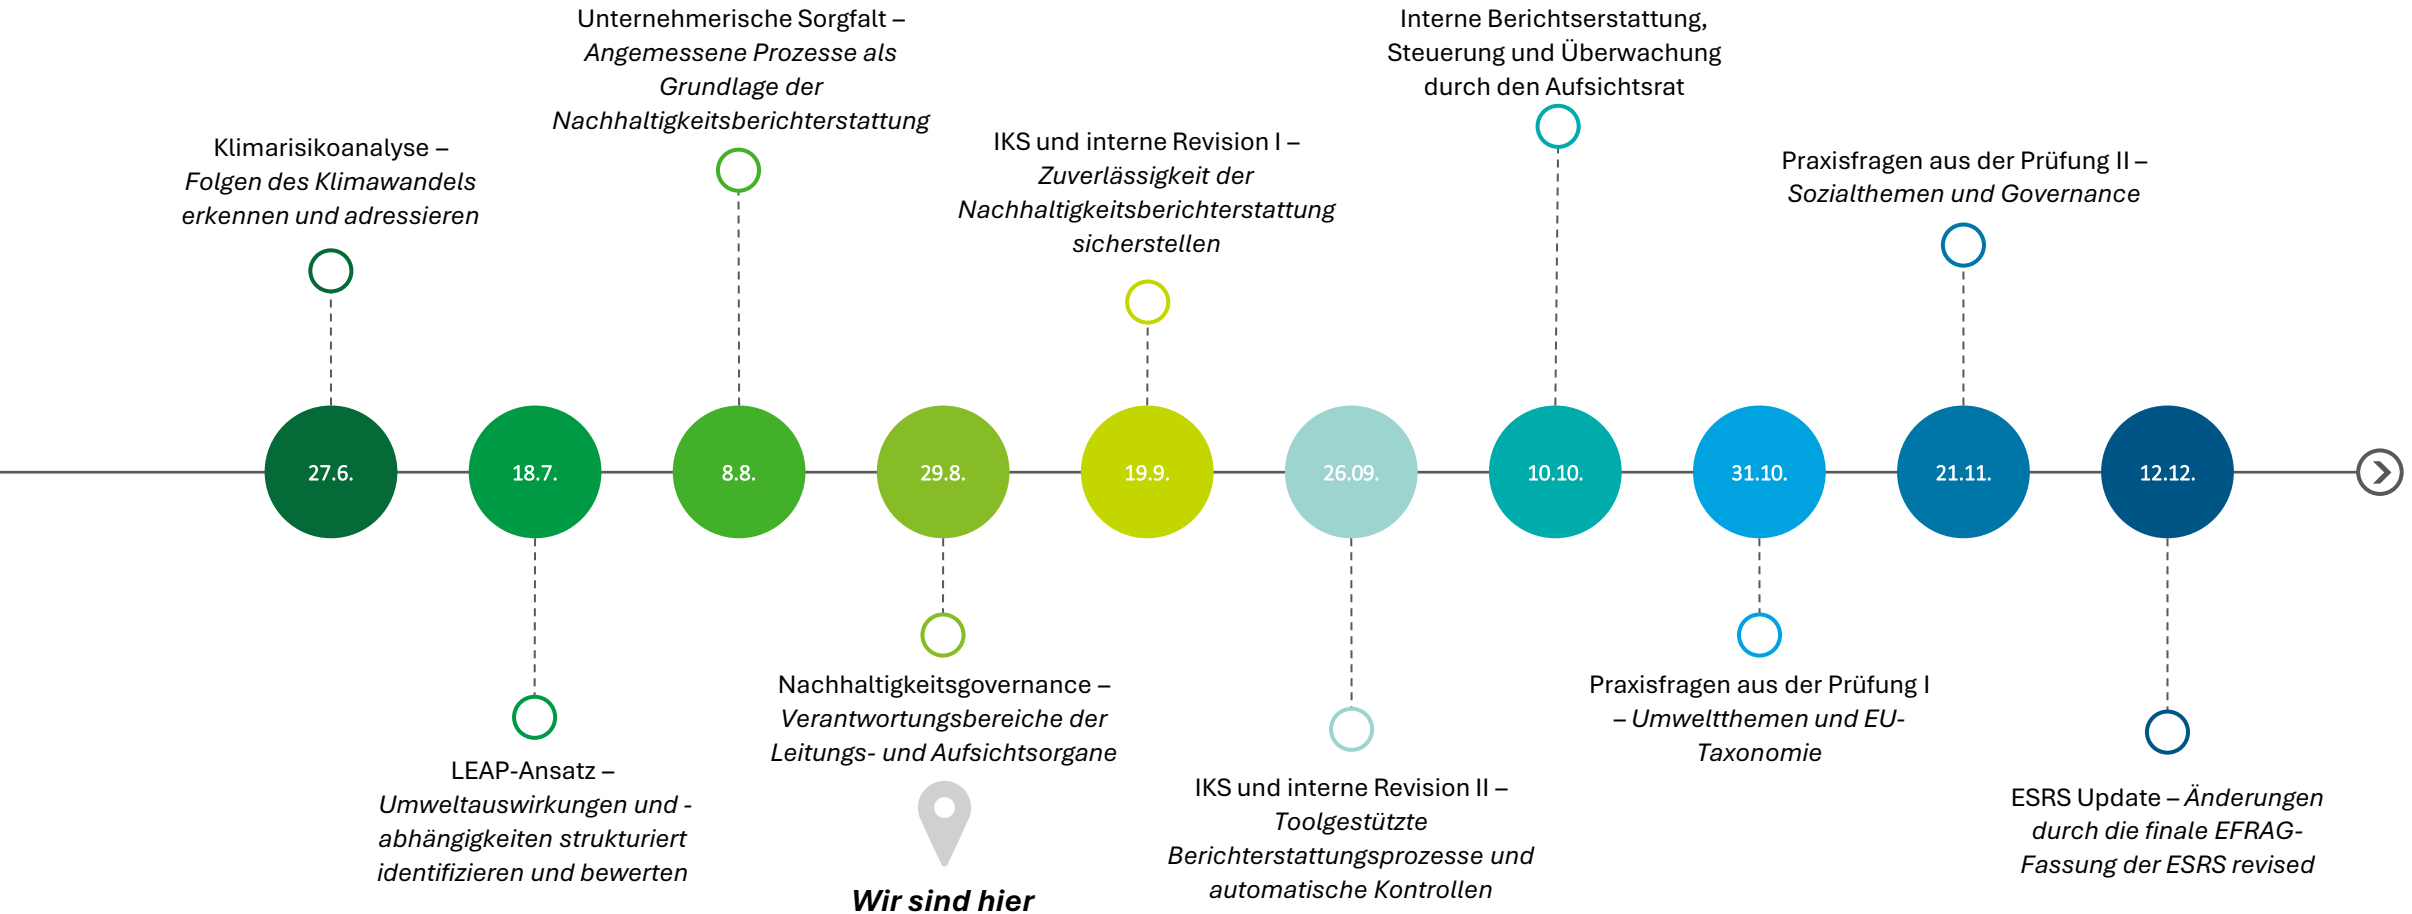 Unternehmerische Sorgfalt –
Angemessene Prozesse als
Grundlage der
Nachhaltigkeitsberichterstattung
Interne Berichtserstattung,
Steuerung und Überwachung
durch den Aufsichtsrat
Klimarisikoanalyse –
Folgen des Klimawandels
erkennen und adressieren
IKS und interne Revision I –
Zuverlässigkeit der
Nachhaltigkeitsberichterstattung
sicherstellen
Praxisfragen aus der Prüfung II –
Sozialthemen und Governance
27.6.
18.7.
8.8.
29.8.
19.9.
26.09.
10.10.
31.10.
21.11.
12.12.
LEAP-Ansatz –
Umweltauswirkungen und -
abhängigkeiten strukturiert
identifizieren und bewerten
Nachhaltigkeitsgovernance –
Verantwortungsbereiche der
Leitungs- und Aufsichtsorgane
Wir sind hier
IKS und interne Revision II –
Toolgestützte
Berichterstattungsprozesse und
automatische Kontrollen
Praxisfragen aus der Prüfung I
– Umweltthemen und EU-
Taxonomie
ESRS Update – Änderungen
durch die finale EFRAG-
Fassung der ESRS revised